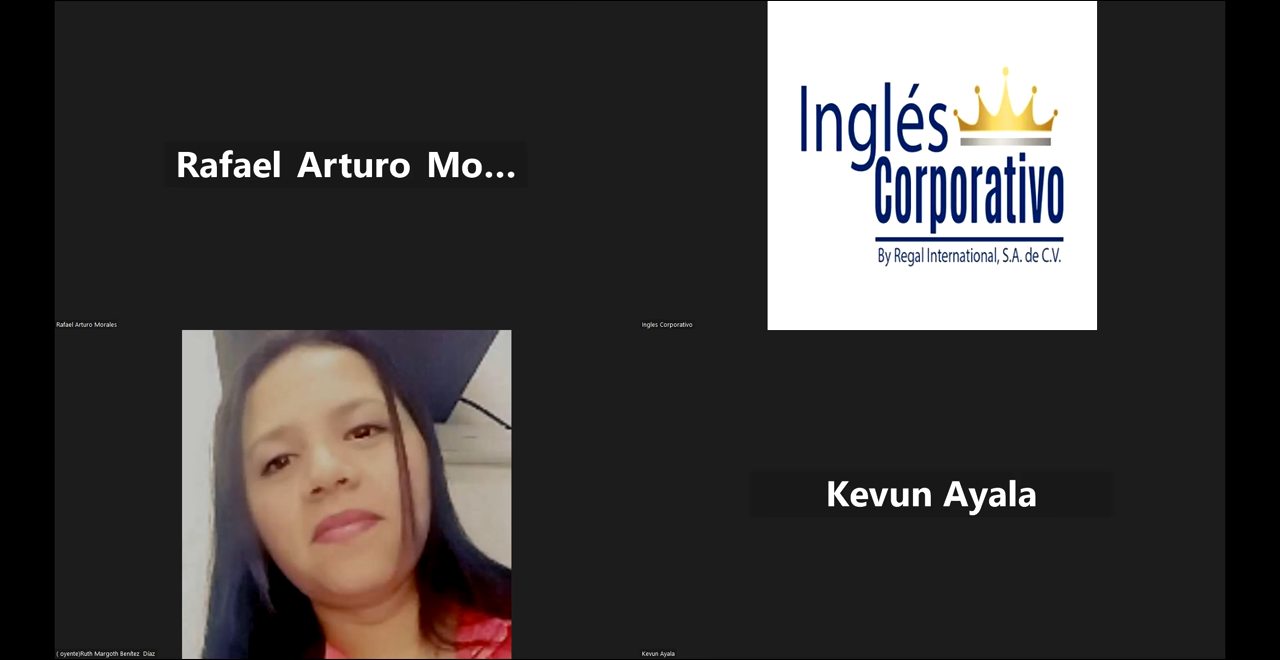 Rafael Arturo Mo...
Rafael Arturo Morales
Inglés
Corporativo
By Regal International, S.A. de C.V.
Ingles Corporativo
( oyente)Ruth Margoth Benítez Díaz
Kevun Ayala
Kevun Ayala